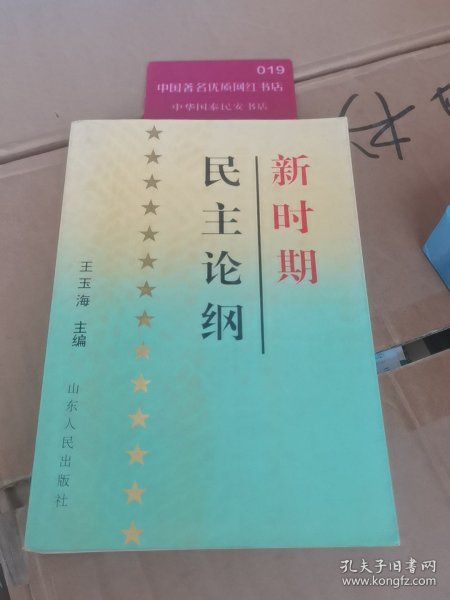 019
中国著名优质网红书店
中华国泰民安书店
新时期
民主论纲
王玉海 主编
山东人民出版社
孔夫子旧书网
www.kongfz.com